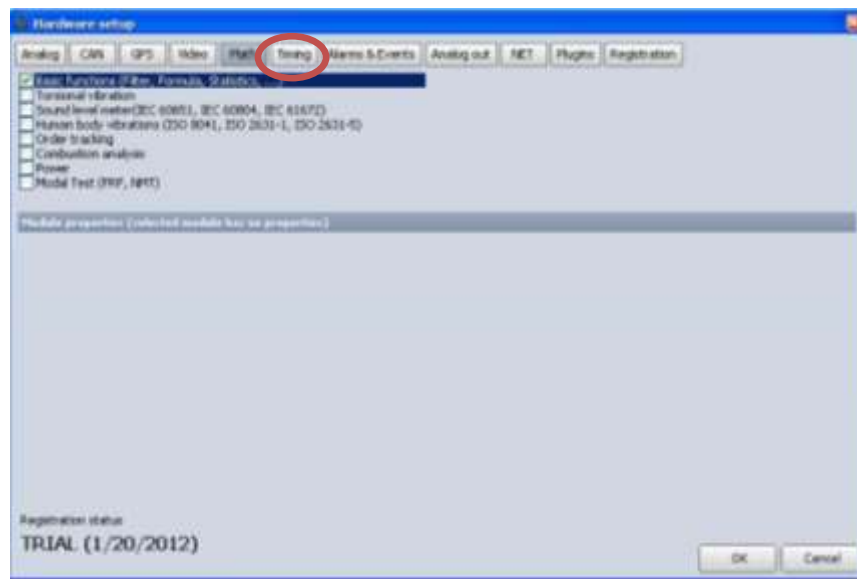 Hardware setup
Analog CAN GPS Video Math Timing Alarms & Events Analog out NET Plugins Registration
Basic functions (Filter, Formula, Statistics, ...)
Torsional vibration
Sound level meter(IEC 60651, IEC 60804, IEC 61672)
Human body vibrations (ISO 8041, ISO 2631-1, ISO 2631-5)
Order tracking
Combustion analysis
Power
Modal Test (FRF, NMT)
Module properties (selected module has no properties)
Registration status
TRIAL (1/20/2012)
OK Cancel